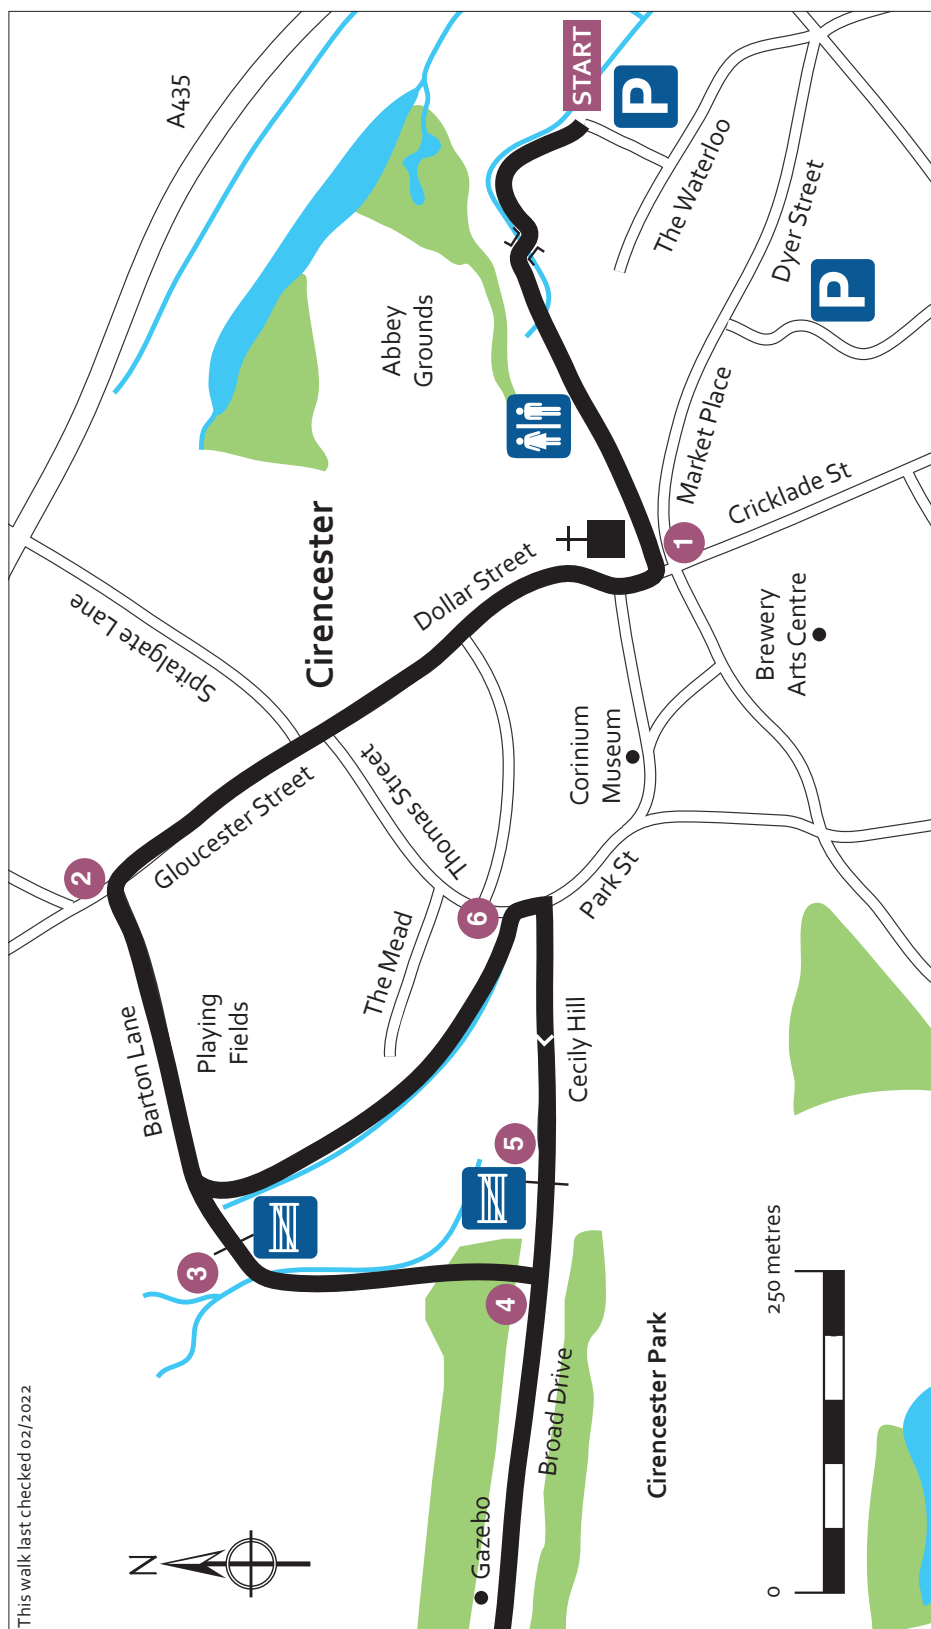 This walk last checked 02/2022
N
A435
START
P
The Waterloo
Dyer Street
P
Abbey
Grounds
Market Place
Cricklade St
1
Cirencester
Spitalgate Lane
Dollar Street
Brewery
Arts Centre
Corinium
Museum
Gloucester Street
Thomas Street
2
6
Park St
The Mead
Playing
Fields
Barton Lane
Cecily Hill
5
3
4
Broad Drive
Cirencester Park
Gazebo
0
250 metres